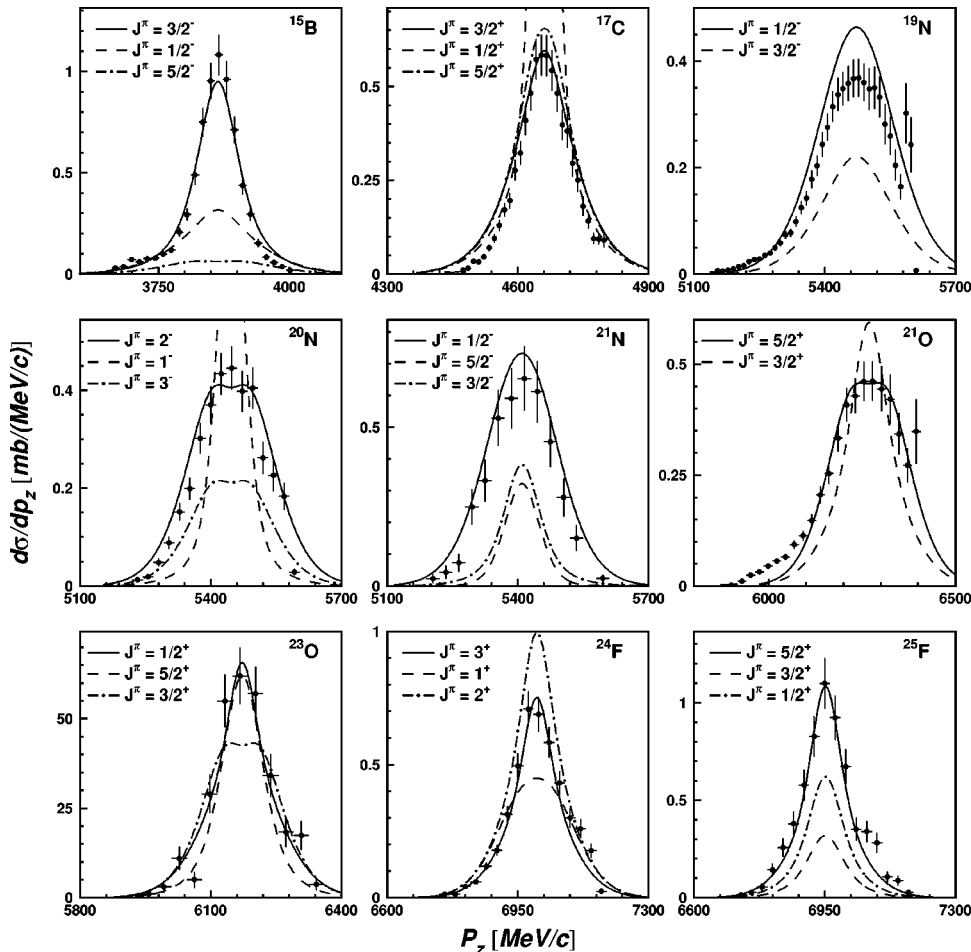 ¹⁵B
J^π = 3/2⁻
J^π = 1/2⁻
J^π = 5/2⁻
1
0.5
0
3750
4000
¹⁷C
J^π = 3/2⁺
J^π = 1/2⁺
J^π = 5/2⁺
0.5
0.25
0
4300
4600
4900
¹⁹N
J^π = 1/2⁻
J^π = 3/2⁻
0.4
0.2
0
5100
5400
5700
²⁰N
J^π = 2⁻
J^π = 1⁻
J^π = 3⁻
0.4
0.2
0
5100
5400
5700
²¹N
J^π = 1/2⁻
J^π = 5/2⁻
J^π = 3/2⁻
0.5
0
5100
5400
5700
²¹O
J^π = 5/2⁺
J^π = 3/2⁺
0.5
0.25
0
6000
6500
²³O
J^π = 1/2⁺
J^π = 5/2⁺
J^π = 3/2⁺
50
25
0
5800
6100
6400
²⁴F
J^π = 3⁺
J^π = 1⁺
J^π = 2⁺
1
0.5
0
6600
6950
7300
²⁵F
J^π = 5/2⁺
J^π = 3/2⁺
J^π = 1/2⁺
1
0.5
0
6600
6950
7300
dσ/dp_z [mb/(MeV/c)]
P_z [MeV/c]